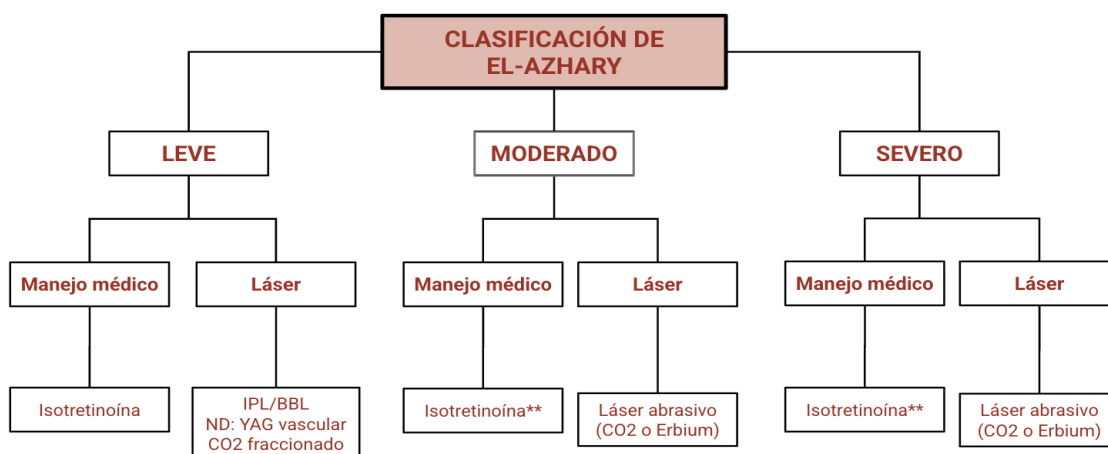 CLASIFICACIÓN DE
EL-AZHARY
LEVE
MODERADO
SEVERO
Manejo médico
Láser
Manejo médico
Láser
Manejo médico
Láser
Isotretinoína
IPL/BBL
ND: YAG vascular
CO2 fraccionado
Isotretinoína**
Láser abrasivo
(CO2 o Erbium)
Isotretinoína**
Láser abrasivo
(CO2 o Erbium)